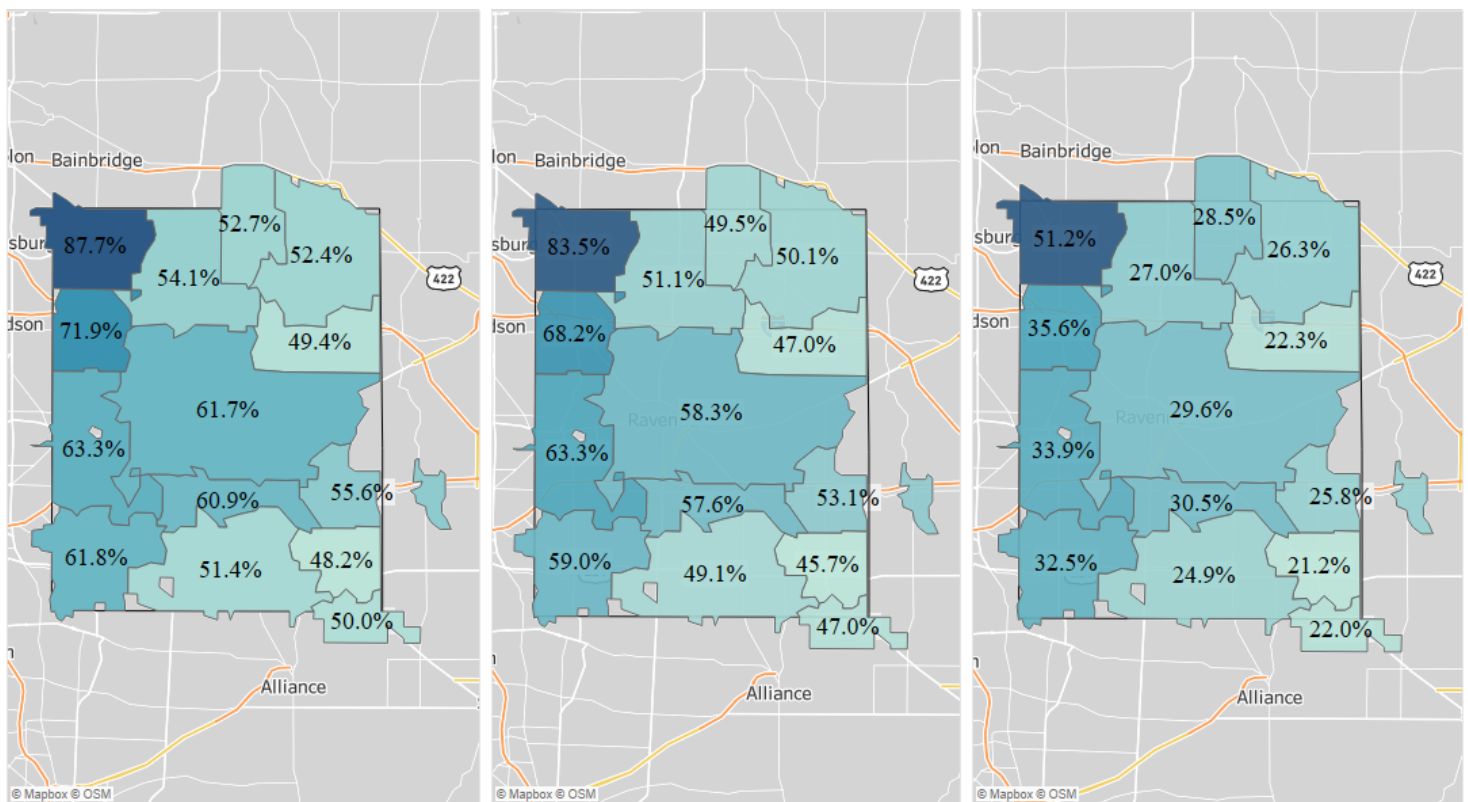 lon Bainbridge
52.7%
87.7%
sburg
52.4%
54.1%
422
dson
71.9%
49.4%
61.7%
63.3%
55.6%
60.9%
61.8%
48.2%
51.4%
50.0%
n
Alliance
© Mapbox © OSM
lon Bainbridge
49.5%
83.5%
sburg
50.1%
51.1%
422
dson
68.2%
47.0%
58.3%
Raven
63.3%
53.1%
57.6%
59.0%
45.7%
49.1%
47.0%
n
Alliance
© Mapbox © OSM
lon Bainbridge
28.5%
51.2%
sburg
26.3%
27.0%
422
dson
35.6%
22.3%
29.6%
Raven
33.9%
25.8%
30.5%
32.5%
21.2%
24.9%
22.0%
n
Alliance
© Mapbox © OSM